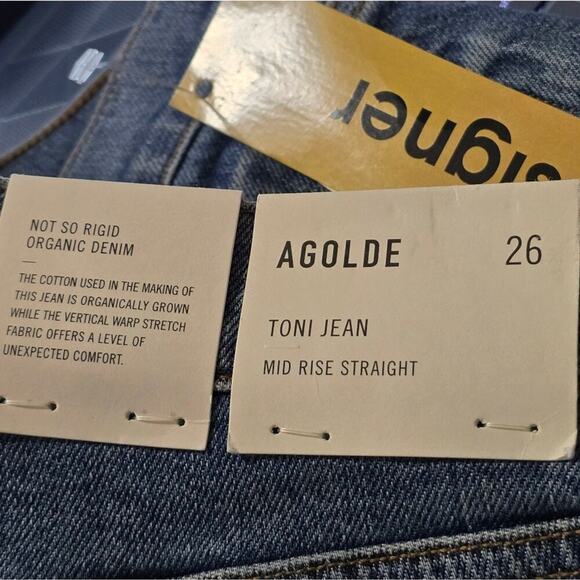 signer
NOT SO RIGID
ORGANIC DENIM
THE COTTON USED IN THE MAKING OF
THIS JEAN IS ORGANICALLY GROWN
WHILE THE VERTICAL WARP STRETCH
FABRIC OFFERS A LEVEL OF
UNEXPECTED COMFORT.
AGOLDE 26
TONI JEAN
MID RISE STRAIGHT